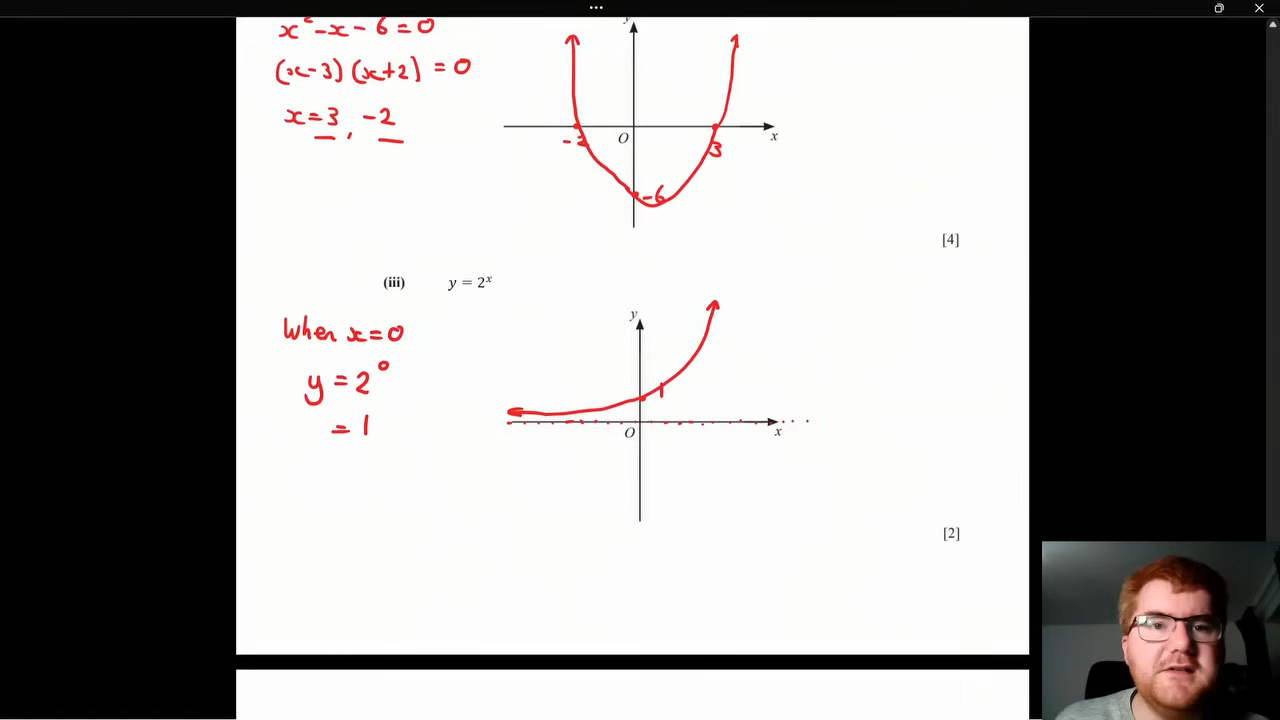 x² - x - 6 = 0
(x-3) (x+2) = 0
x = 3 , -2
y
O
x
-2
3
-6
[4]
(iii) y = 2ˣ
When x = 0
y = 2⁰
= 1
y
1
O
x
[2]